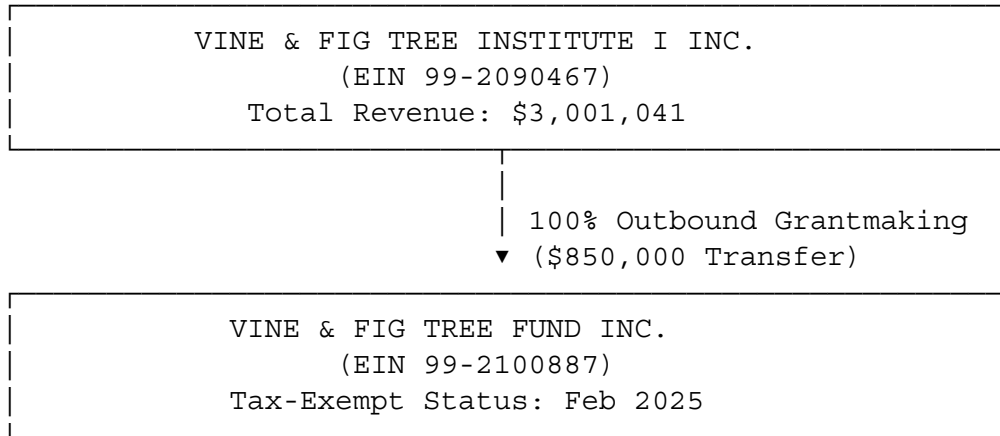 VINE & FIG TREE INSTITUTE I INC.
(EIN 99-2090467)
Total Revenue: $3,001,041
100% Outbound Grantmaking
▼ ($850,000 Transfer)
VINE & FIG TREE FUND INC.
(EIN 99-2100887)
Tax-Exempt Status: Feb 2025